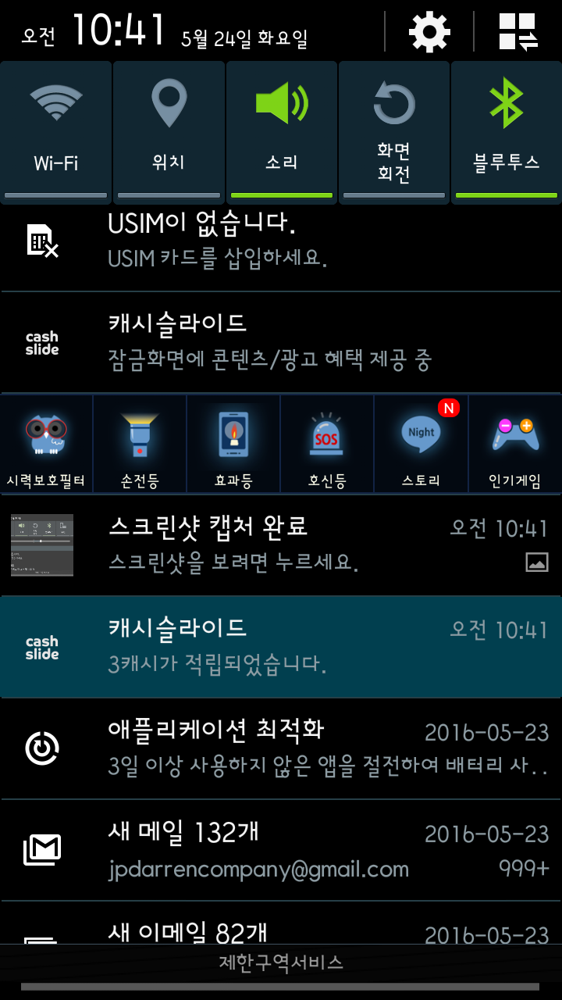 오전 10:41 5월 24일 화요일
Wi-Fi
위치
소리
화면
회전
블루투스
USIM이 없습니다.
USIM 카드를 삽입하세요.
cash
slide
캐시슬라이드
잠금화면에 콘텐츠/광고 혜택 제공 중
시력보호필터
손전등
효과등
SOS
호신등
N
Night
스토리
인기게임
스크린샷 캡처 완료 오전 10:41
스크린샷을 보려면 누르세요.
cash
slide
캐시슬라이드 오전 10:41
3캐시가 적립되었습니다.
애플리케이션 최적화 2016-05-23
3일 이상 사용하지 않은 앱을 절전하여 배터리 사..
새 메일 132개 2016-05-23
jpdarrencompany@gmail.com 999+
새 이메일 82개 2016-05-23
제한구역서비스